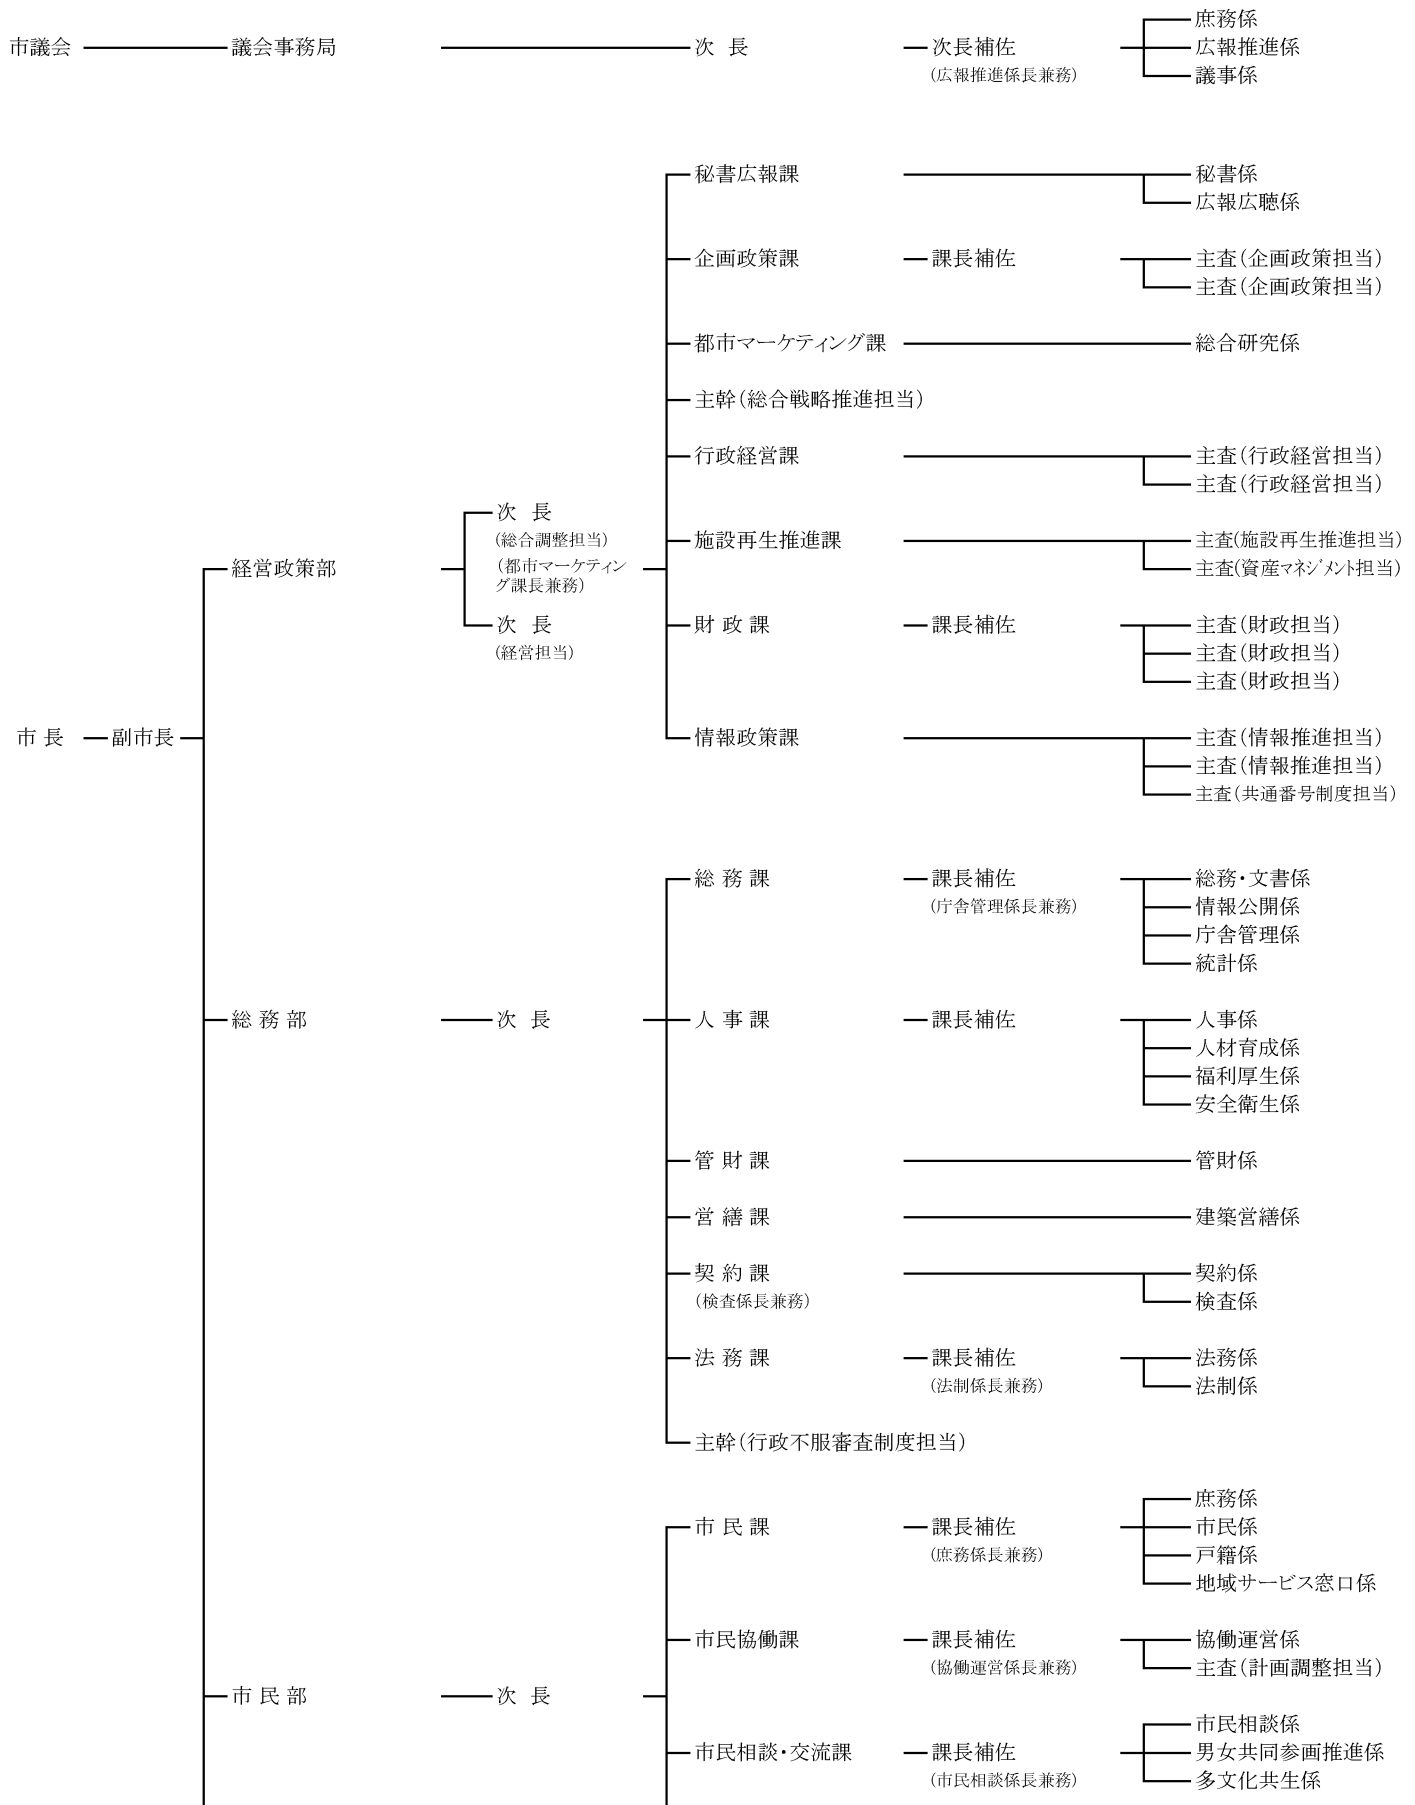 庶務係
市議会 議会事務局 次 長 次長補佐 広報推進係
(広報推進係長兼務) 議事係
秘書広報課 秘書係
広報広聴係
企画政策課 課長補佐 主査(企画政策担当)
主査(企画政策担当)
都市マーケティング課 総合研究係
主幹(総合戦略推進担当)
行政経営課 主査(行政経営担当)
主査(行政経営担当)
次 長
(総合調整担当) 施設再生推進課 主査(施設再生推進担当)
経営政策部 (都市マーケティン 主査(資産マネジメント担当)
グ課長兼務)
次 長 財 政 課 課長補佐 主査(財政担当)
(経営担当) 主査(財政担当)
主査(財政担当)
市 長 副市長 情報政策課 主査(情報推進担当)
主査(情報推進担当)
主査(共通番号制度担当)
総 務 課 課長補佐 総務・文書係
(庁舎管理係長兼務) 情報公開係
庁舎管理係
統計係
総 務 部 次 長 人 事 課 課長補佐 人事係
人材育成係
福利厚生係
安全衛生係
管 財 課 管財係
営 繕 課 建築営繕係
契 約 課 契約係
(検査係長兼務) 検査係
法 務 課 課長補佐 法務係
(法制係長兼務) 法制係
主幹(行政不服審査制度担当)
庶務係
市 民 課 課長補佐 市民係
(庶務係長兼務) 戸籍係
地域サービス窓口係
市民協働課 課長補佐 協働運営係
(協働運営係長兼務) 主査(計画調整担当)
市 民 部 次 長
市民相談係
市民相談・交流課 課長補佐 男女共同参画推進係
(市民相談係長兼務) 多文化共生係